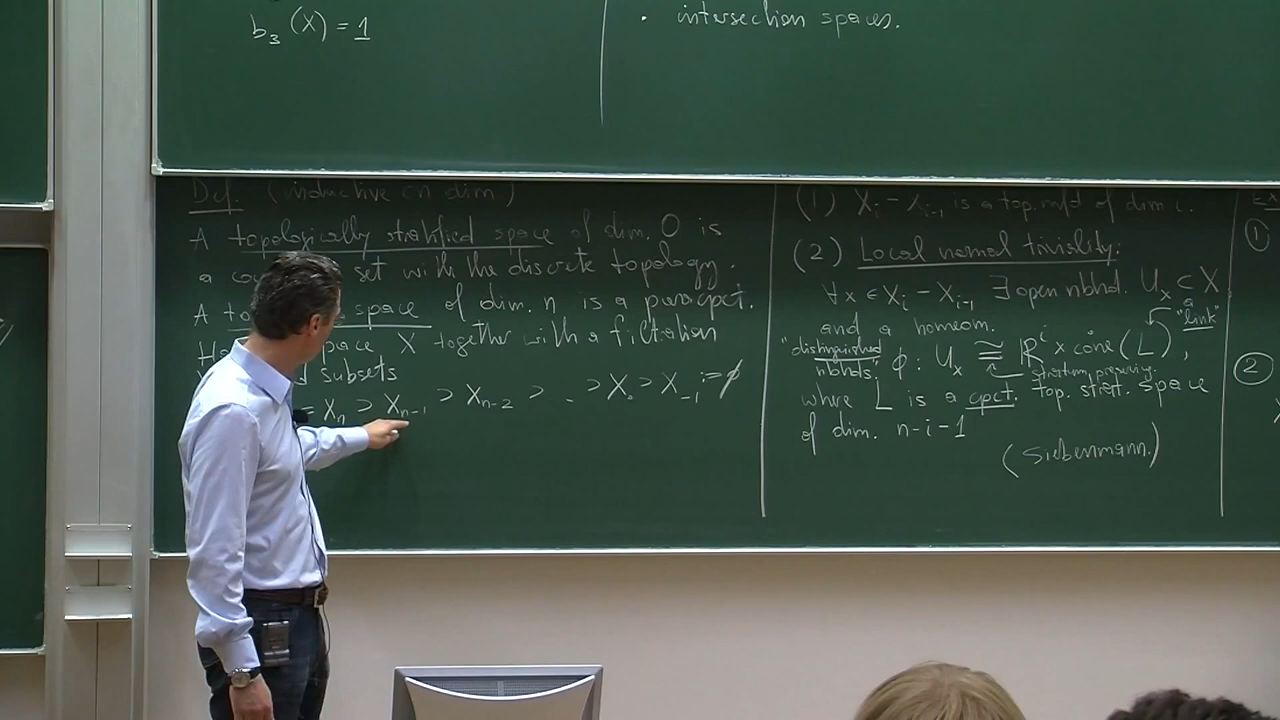 b₃(X) = 1
· intersection spaces.
Def. (inductive on dim.)
A topologically stratified space of dim. 0 is
a set with the discrete topology.
A space of dim. n is a paracpct.
X together with a filtration
subsets
= Xₙ ⊃ Xₙ₋₁ ⊃ Xₙ₋₂ ⊃ .. ⊃ X₀ ⊃ X₋₁ := ∅
(1) Xᵢ - Xᵢ₋₁ is a top. mfd of dim i.
(2) Local normal triviality:
∀x ∈ Xᵢ - Xᵢ₋₁ ∃ open nbhd. Uₓ ⊂ X
and a homeom. a "link"
"distinguished nbhds" ϕ: Uₓ ≅ ℝⁱ × cone(L),
stratum preserving.
where L is a cpct. top. strat. space
of dim. n-i-1
(Siebenmann.)
①
②